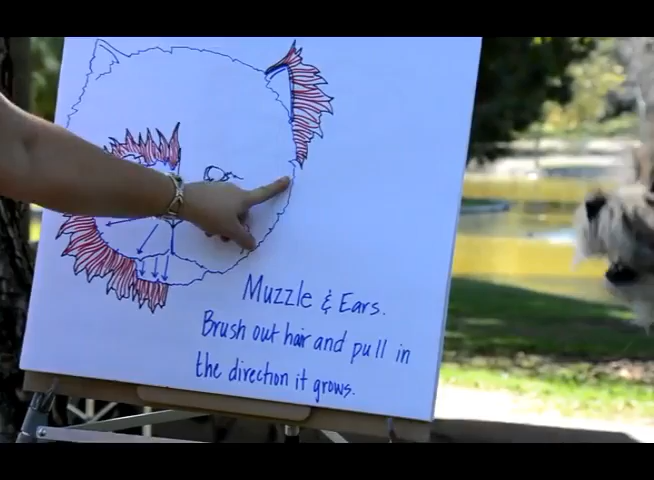 Muzzle & Ears.
Brush out hair and pull in
the direction it grows.